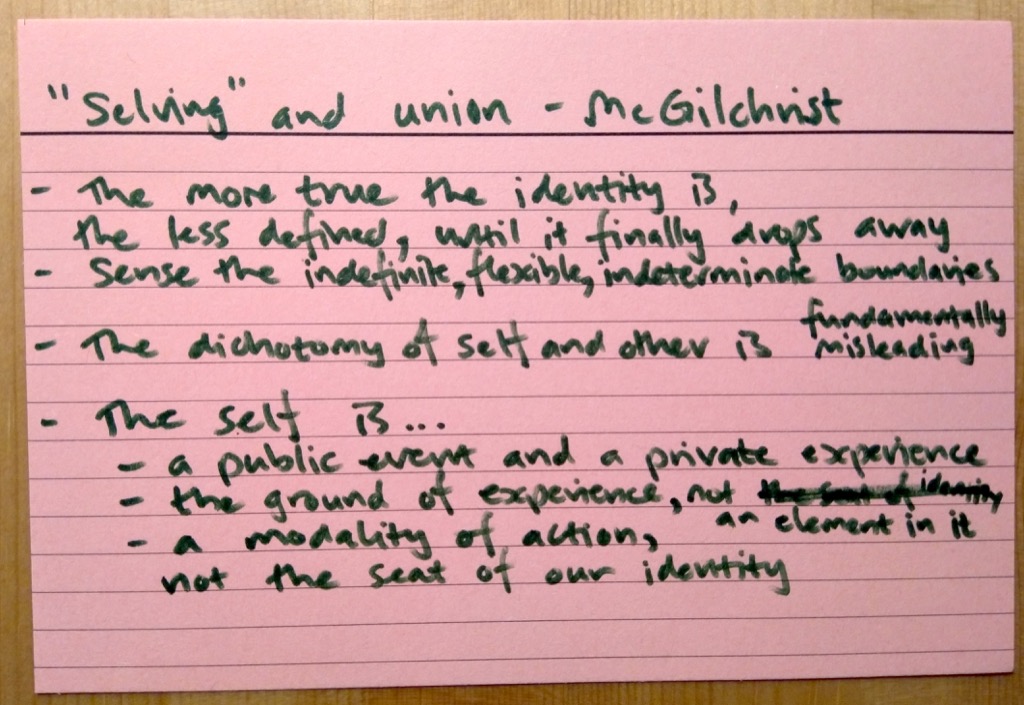 "Selving" and union - McGilchrist
- The more true the identity is,
the less defined, until it finally drops away
- Sense the indefinite, flexible, indeterminate boundaries
- The dichotomy of self and other is fundamentally misleading
- The self is...
- a public event and a private experience
- the ground of experience, not the seat of identity
an element in it
- a modality of action,
not the seat of our identity